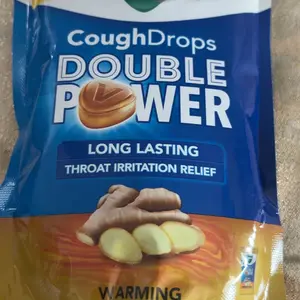 CoughDrops
DOUBLE
POWER
LONG LASTING
THROAT IRRITATION RELIEF
WARMING